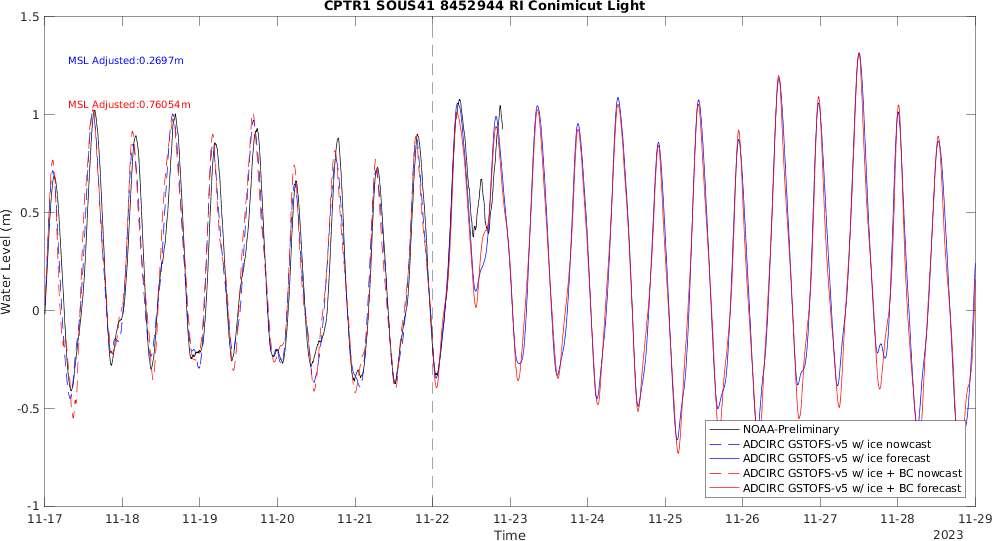 CPTR1 SOUS41 8452944 RI Conimicut Light
1.5
1
0.5
0
-0.5
-1
Water Level (m)
MSL Adjusted:0.2697m
MSL Adjusted:0.76054m
NOAA-Preliminary
ADCIRC GSTOFS-v5 w/ ice nowcast
ADCIRC GSTOFS-v5 w/ ice forecast
ADCIRC GSTOFS-v5 w/ ice + BC nowcast
ADCIRC GSTOFS-v5 w/ ice + BC forecast
11-17 11-18 11-19 11-20 11-21 11-22 11-23 11-24 11-25 11-26 11-27 11-28 11-29
Time
2023